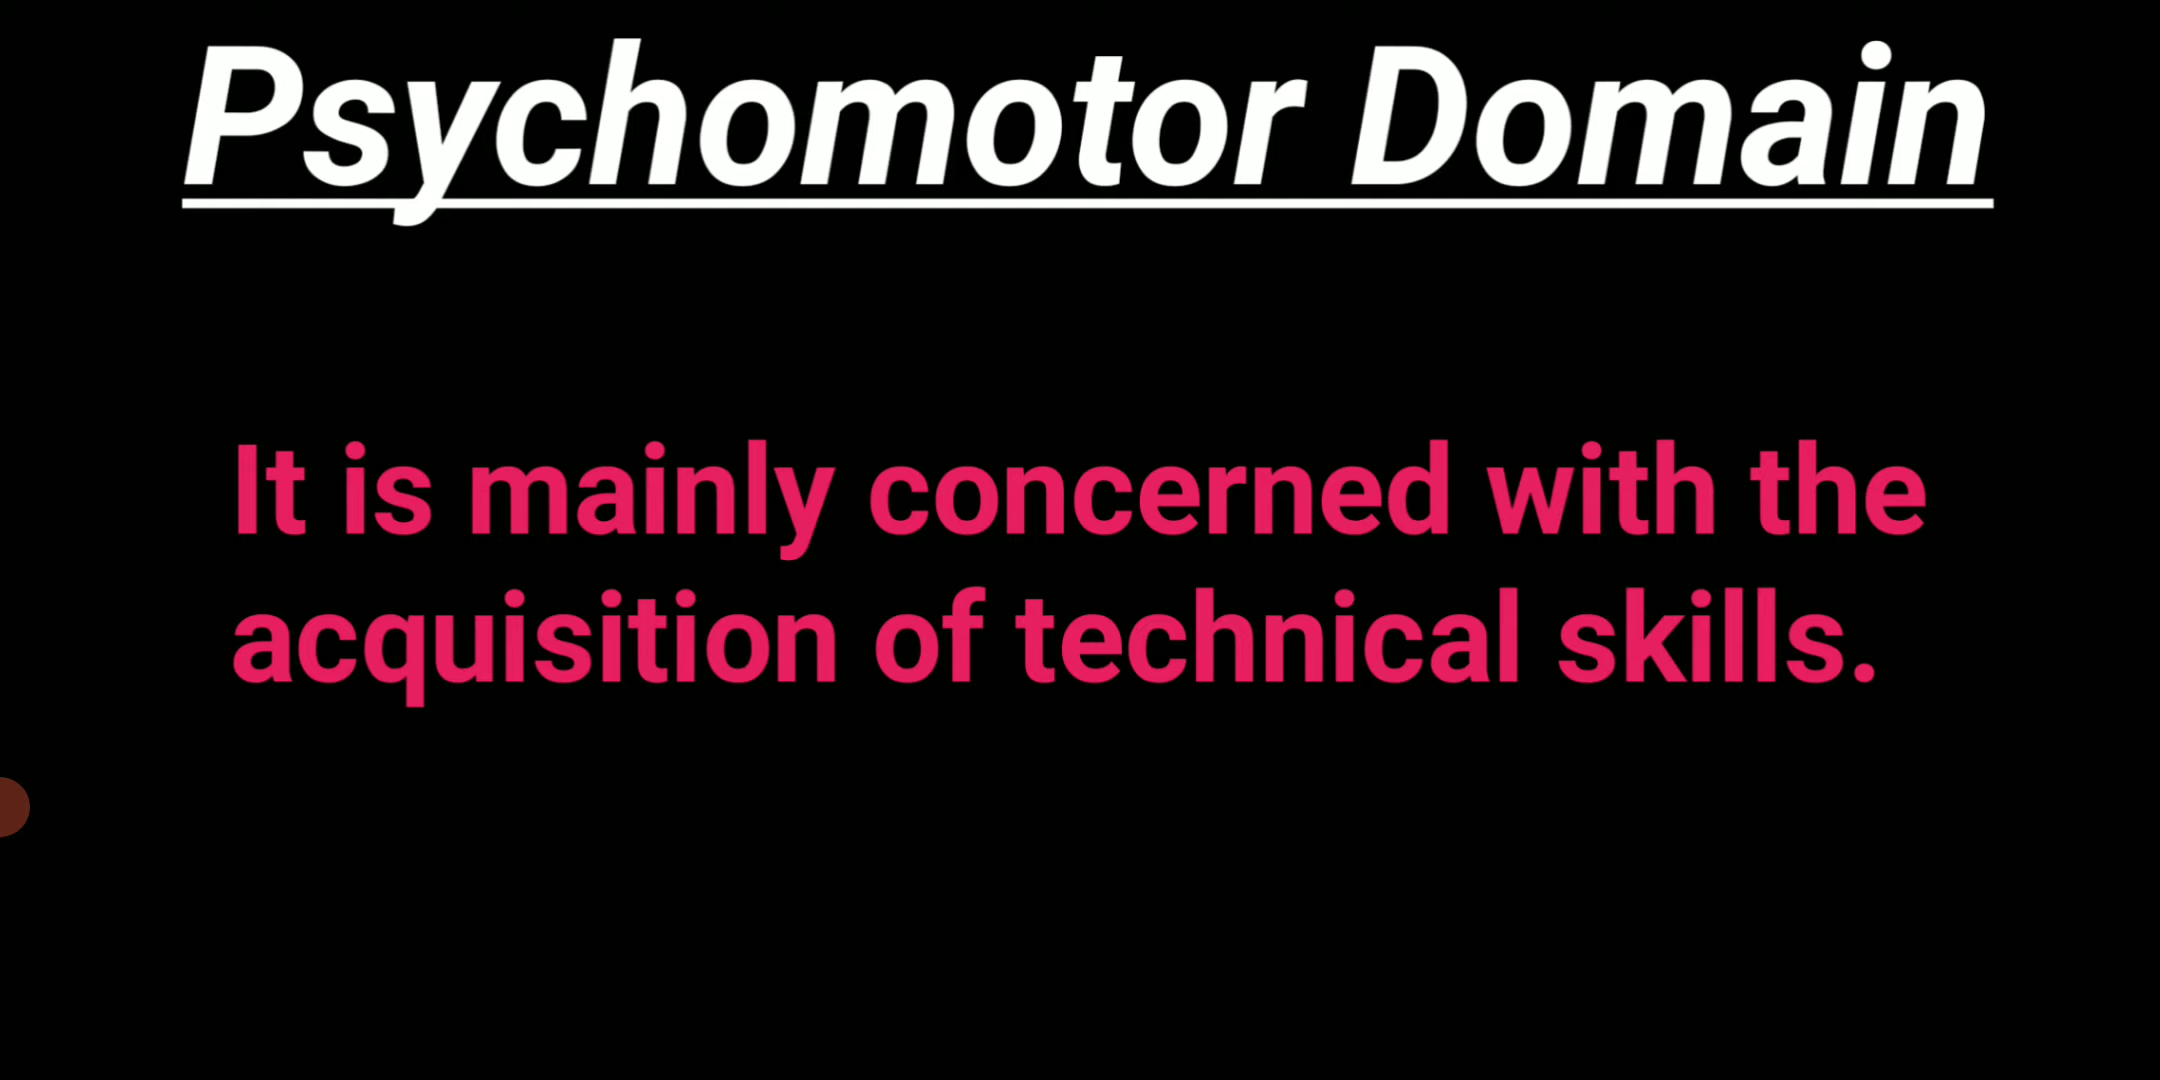 Psychomotor Domain
It is mainly concerned with the
acquisition of technical skills.